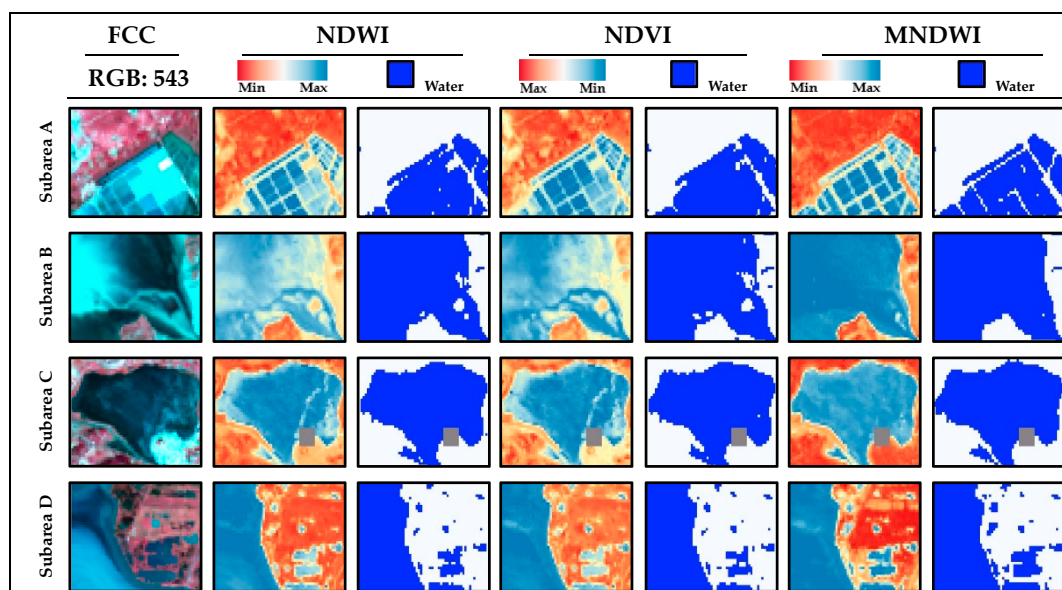 FCC NDWI NDVI MNDWI
RGB: 543
Min Max Water Max Min Water Min Max Water
Subarea A
Subarea B
Subarea C
Subarea D